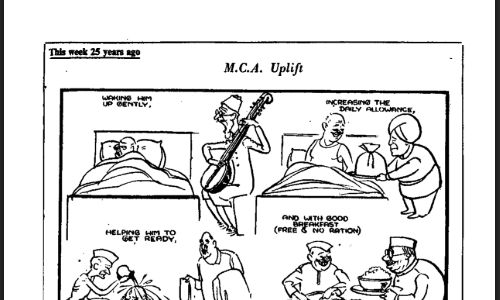 This week 25 years ago
M.C.A. Uplift
WAKING HIM
UP GENTLY,
INCREASING THE
DAILY ALLOWANCE,
HELPING HIM TO
GET READY,
AND WITH GOOD
BREAKFAST
(FREE & NO RATION)